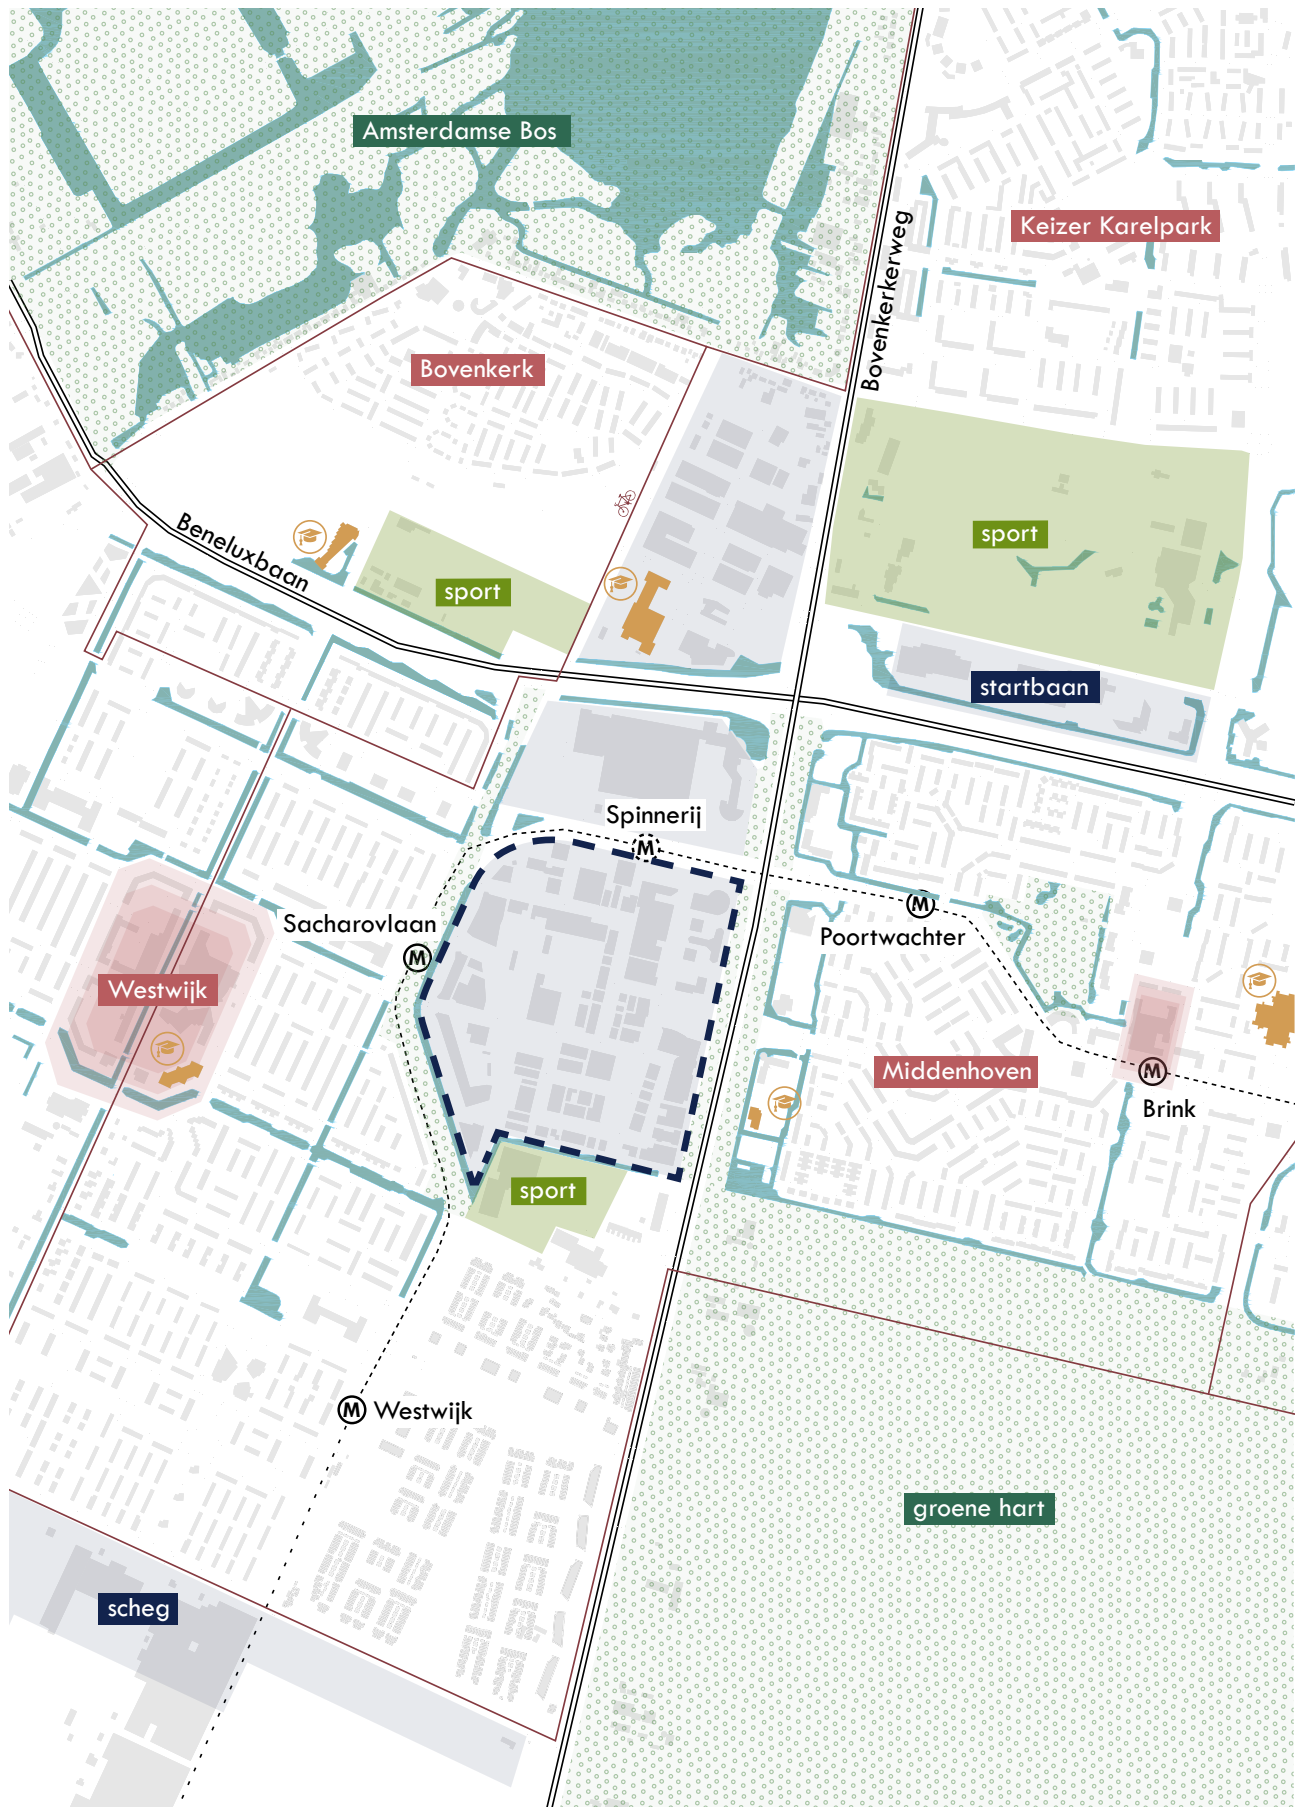 Amsterdamse Bos
Keizer Karelpark
Bovenkerkerweg
Bovenkerk
Beneluxbaan
sport
sport
startbaan
Spinnerij
M
Sacharovlaan
M
M
Poortwachter
Westwijk
Middenhoven
M
Brink
sport
M Westwijk
groene hart
scheg